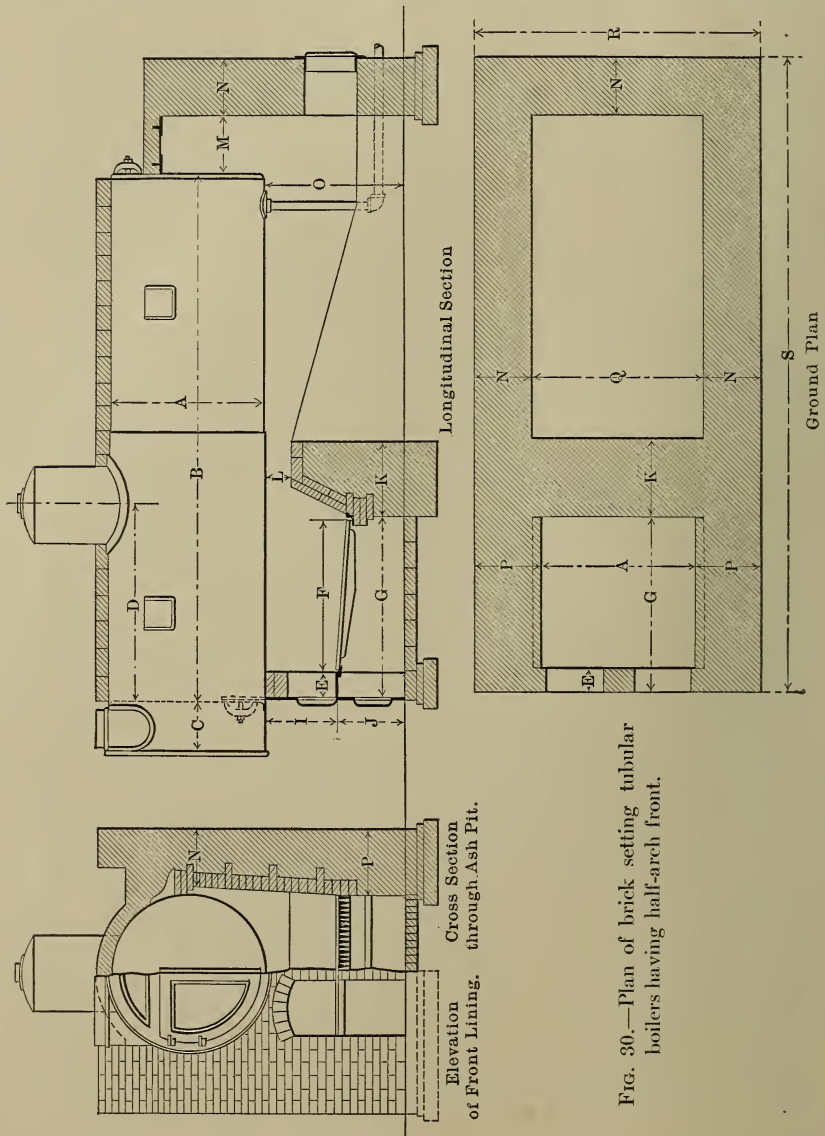 N
M
O
A
B
D
C
L
K
F
G
E
I
J
Longitudinal Section
N
P
Elevation
of Front Lining.
Cross Section
through Ash Pit.
R
N
N
Q
N
K
P
A
P
G
E
S
Ground Plan
FIG. 30.—Plan of brick setting tubular
boilers having half-arch front.